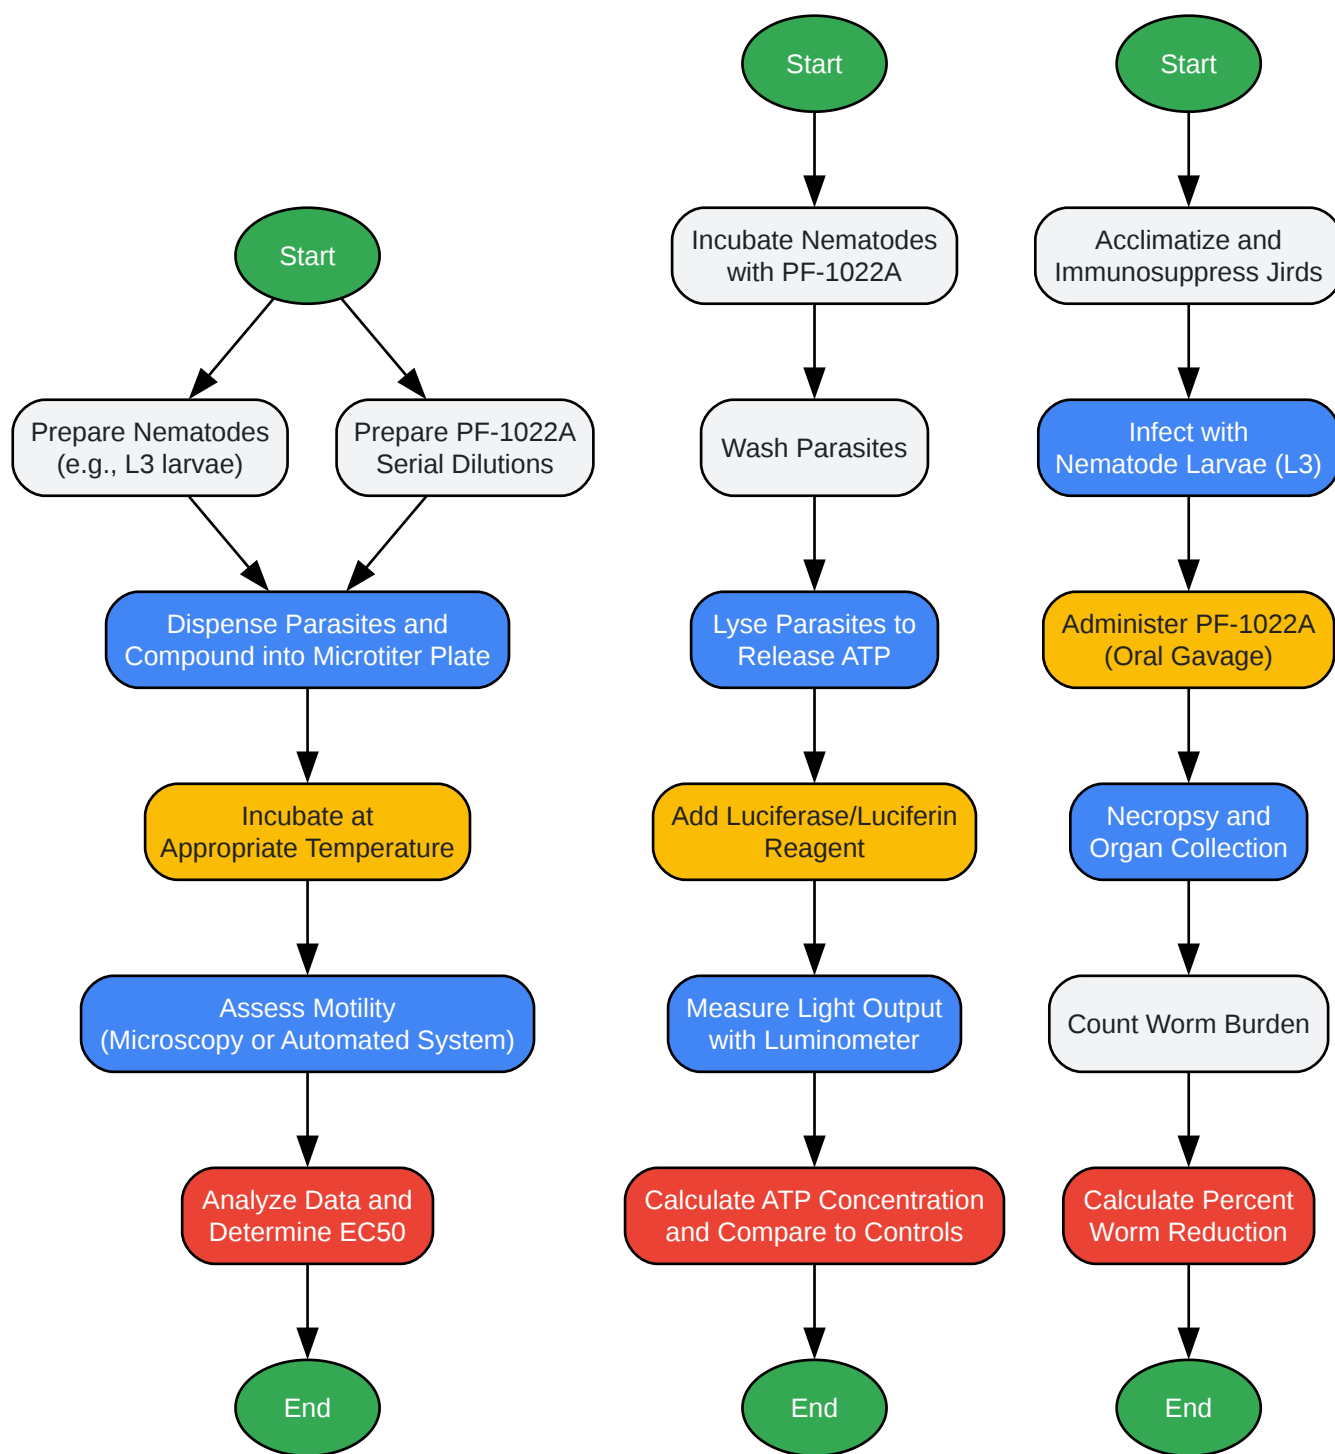 Start
Prepare Nematodes
(e.g., L3 larvae)
Prepare PF-1022A
Serial Dilutions
Dispense Parasites and
Compound into Microtiter Plate
Incubate at
Appropriate Temperature
Assess Motility
(Microscopy or Automated System)
Analyze Data and
Determine EC50
End
Start
Incubate Nematodes
with PF-1022A
Wash Parasites
Lyse Parasites to
Release ATP
Add Luciferase/Luciferin
Reagent
Measure Light Output
with Luminometer
Calculate ATP Concentration
and Compare to Controls
End
Start
Acclimatize and
Immunosuppress Jirds
Infect with
Nematode Larvae (L3)
Administer PF-1022A
(Oral Gavage)
Necropsy and
Organ Collection
Count Worm Burden
Calculate Percent
Worm Reduction
End